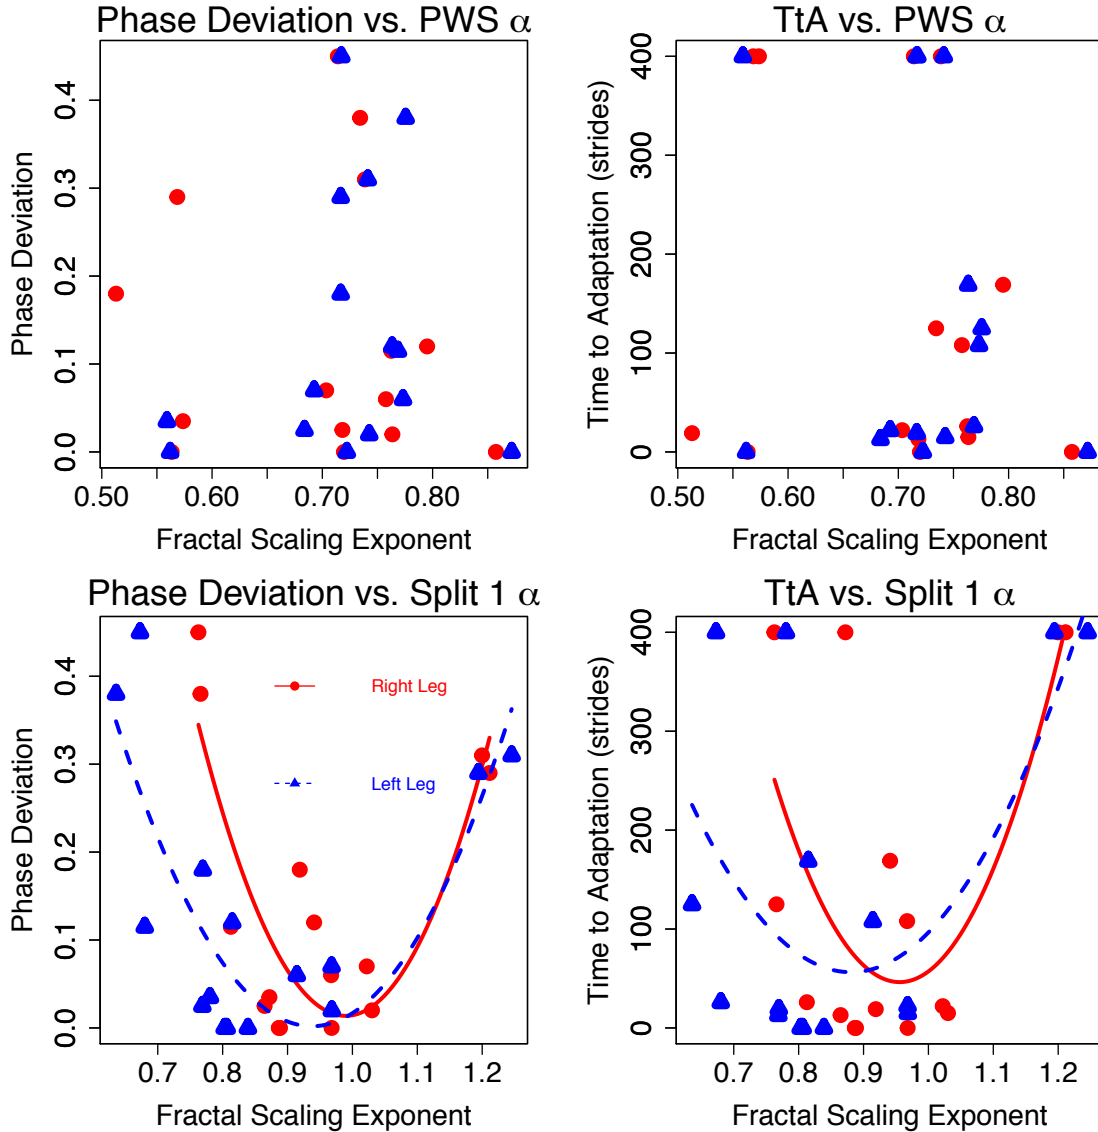 Phase Deviation vs. PWS α
Phase Deviation
0.0 0.1 0.2 0.3 0.4
0.50 0.60 0.70 0.80
Fractal Scaling Exponent
TtA vs. PWS α
Time to Adaptation (strides)
0 100 200 300 400
0.50 0.60 0.70 0.80
Fractal Scaling Exponent
Phase Deviation vs. Split 1 α
Phase Deviation
0.0 0.1 0.2 0.3 0.4
Right Leg
Left Leg
0.7 0.8 0.9 1.0 1.1 1.2
Fractal Scaling Exponent
TtA vs. Split 1 α
Time to Adaptation (strides)
0 100 200 300 400
0.7 0.8 0.9 1.0 1.1 1.2
Fractal Scaling Exponent